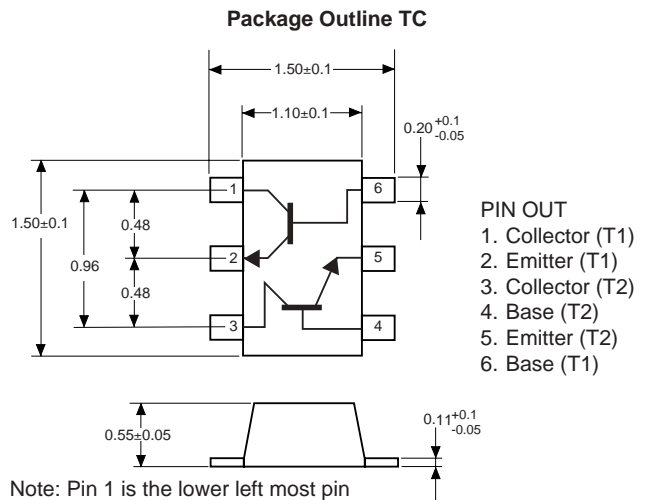 Package Outline TC
1.50±0.1
1.10±0.1
0.20 +0.1 -0.05
1
6
1.50±0.1
0.48
0.96
2
5
0.48
3
4
PIN OUT
1. Collector (T1)
2. Emitter (T1)
3. Collector (T2)
4. Base (T2)
5. Emitter (T2)
6. Base (T1)
0.55±0.05
0.11 +0.1 -0.05
Note: Pin 1 is the lower left most pin